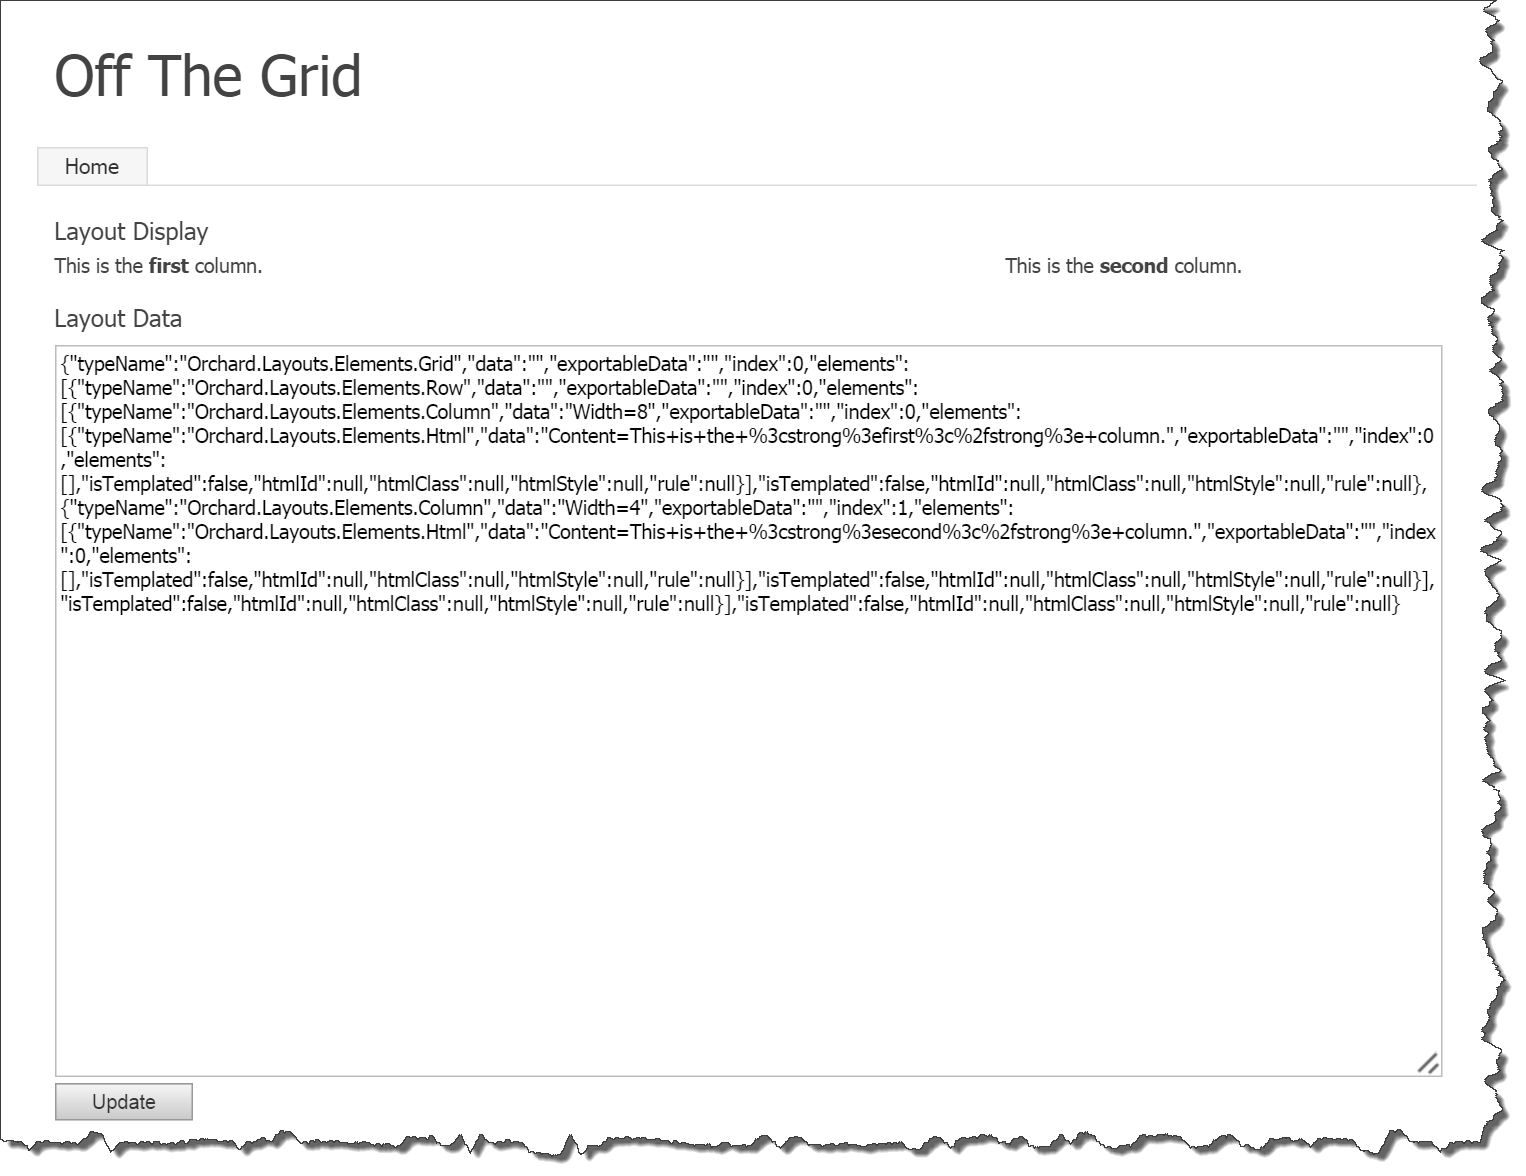 Off The Grid
Home
Layout Display
This is the first column.
This is the second column.
Layout Data
{"typeName":"Orchard.Layouts.Elements.Grid","data":"","exportableData":"","index":0,"elements":
[{"typeName":"Orchard.Layouts.Elements.Row","data":"","exportableData":"","index":0,"elements":
[{"typeName":"Orchard.Layouts.Elements.Column","data":"Width=8","exportableData":"","index":0,"elements":
[{"typeName":"Orchard.Layouts.Elements.Html","data":"Content=This+is+the+%3cstrong%3efirst%3c%2fstrong%3e+column.","exportableData":"","index":0
,"elements":
[],"isTemplated":false,"htmlId":null,"htmlClass":null,"htmlStyle":null,"rule":null}],"isTemplated":false,"htmlId":null,"htmlClass":null,"htmlStyle":null,"rule":null},
{"typeName":"Orchard.Layouts.Elements.Column","data":"Width=4","exportableData":"","index":1,"elements":
[{"typeName":"Orchard.Layouts.Elements.Html","data":"Content=This+is+the+%3cstrong%3esecond%3c%2fstrong%3e+column.","exportableData":"","index
":0,"elements":
[],"isTemplated":false,"htmlId":null,"htmlClass":null,"htmlStyle":null,"rule":null}],"isTemplated":false,"htmlId":null,"htmlClass":null,"htmlStyle":null,"rule":null}],
"isTemplated":false,"htmlId":null,"htmlClass":null,"htmlStyle":null,"rule":null}],"isTemplated":false,"htmlId":null,"htmlClass":null,"htmlStyle":null,"rule":null}
Update